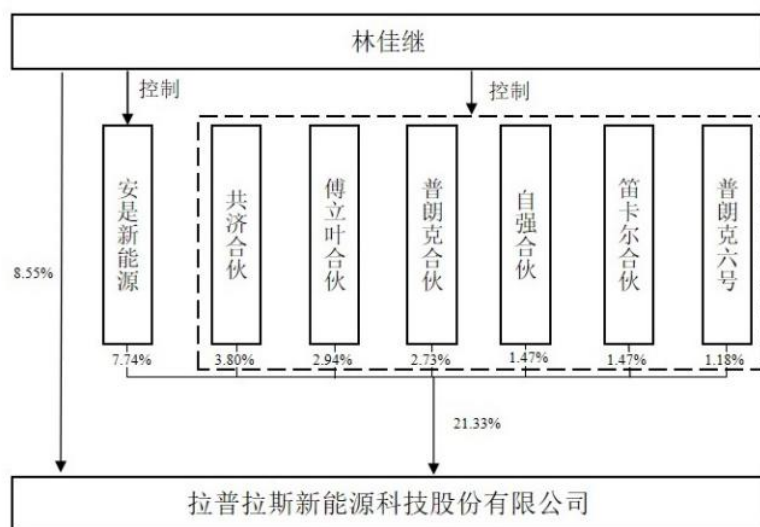 林佳继
控制
控制
安是新能源
共济合伙
傅立叶合伙
普朗克合伙
自强合伙
笛卡尔合伙
普朗克六号
8.55%
7.74%
3.80%
2.94%
2.73%
1.47%
1.47%
1.18%
21.33%
拉普拉斯新能源科技股份有限公司